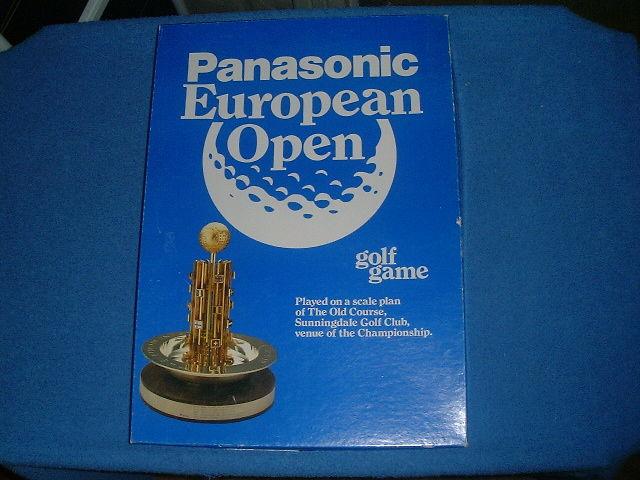 Panasonic
European
Open
golf
game
Played on a scale plan
of The Old Course,
Sunningdale Golf Club,
venue of the Championship.